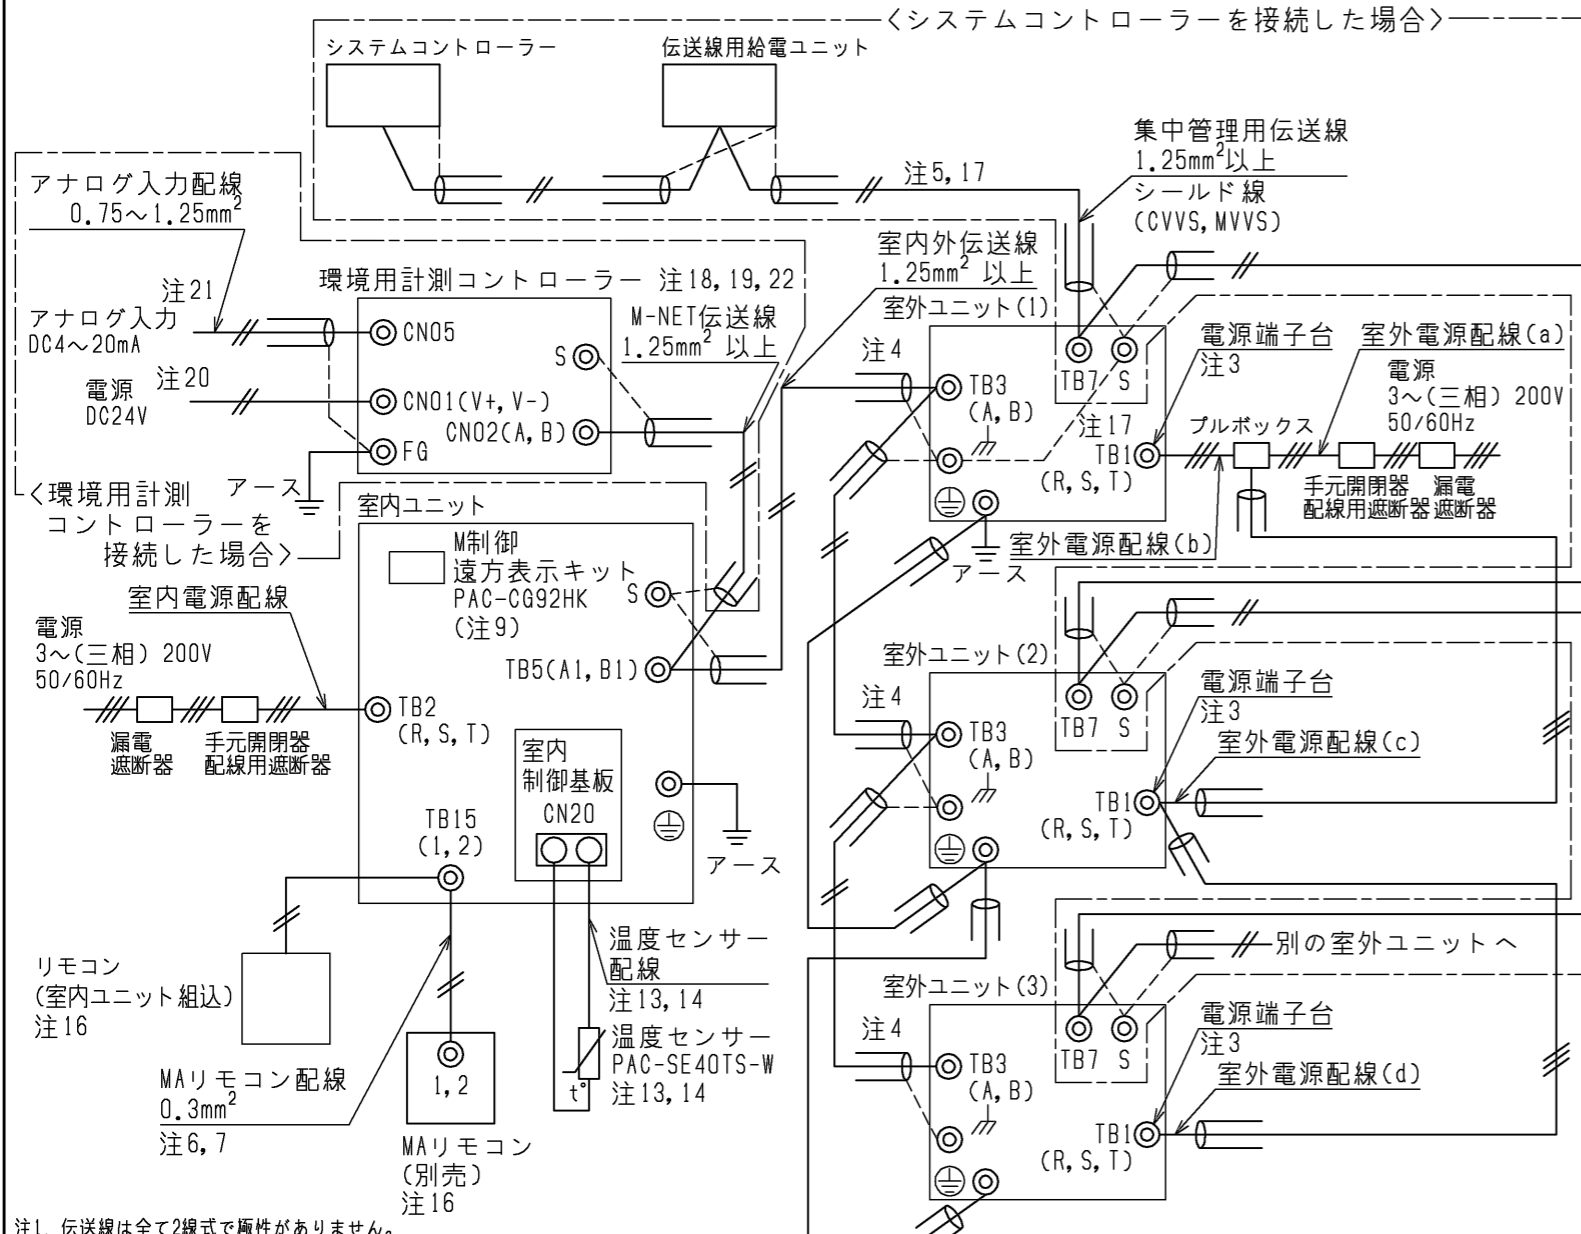 〈システムコントローラーを接続した場合〉
システムコントローラー
伝送線用給電ユニット
集中管理用伝送線
1.25mm²以上
シールド線
(CVVS,MVVS)
注5,17
アナログ入力配線
0.75～1.25mm²
室内外伝送線
1.25mm² 以上
環境用計測コントローラー 注18,19,22
注21
アナログ入力
DC4～20mA
CN05
S
M-NET伝送線
1.25mm² 以上
注20
電源
DC24V
CN01(V+,V-)
CN02(A,B)
FG
アース
〈環境用計測
コントローラーを
接続した場合〉
室外ユニット(1)
注4
TB3
(A,B)
TB7 S
電源端子台
注3
室外電源配線(a)
電源
3～(三相) 200V
50/60Hz
注17
プルボックス
TB1
(R,S,T)
手元開閉器
配線用遮断器
漏電
遮断器
室外電源配線(b)
アース
室内ユニット
M制御
遠方表示キット
PAC-CG92HK
(注9)
S
TB5(A1,B1)
室内電源配線
電源
3～(三相) 200V
50/60Hz
TB2
(R,S,T)
漏電
遮断器
手元開閉器
配線用遮断器
室内
制御基板
CN20
TB15
(1,2)
アース
室外ユニット(2)
注4
TB3
(A,B)
TB7 S
電源端子台
注3
室外電源配線(c)
TB1
(R,S,T)
リモコン
(室内ユニット組込)
注16
温度センサー
配線
注13,14
温度センサー
PAC-SE40TS-W
注13,14
t°
1,2
MAリモコン配線
0.3mm²
注6,7
MAリモコン
(別売)
注16
別の室外ユニットへ
室外ユニット(3)
注4
TB3
(A,B)
TB7 S
電源端子台
注3
室外電源配線(d)
TB1
(R,S,T)
注1. 伝送線は全て2線式で極性がありません。